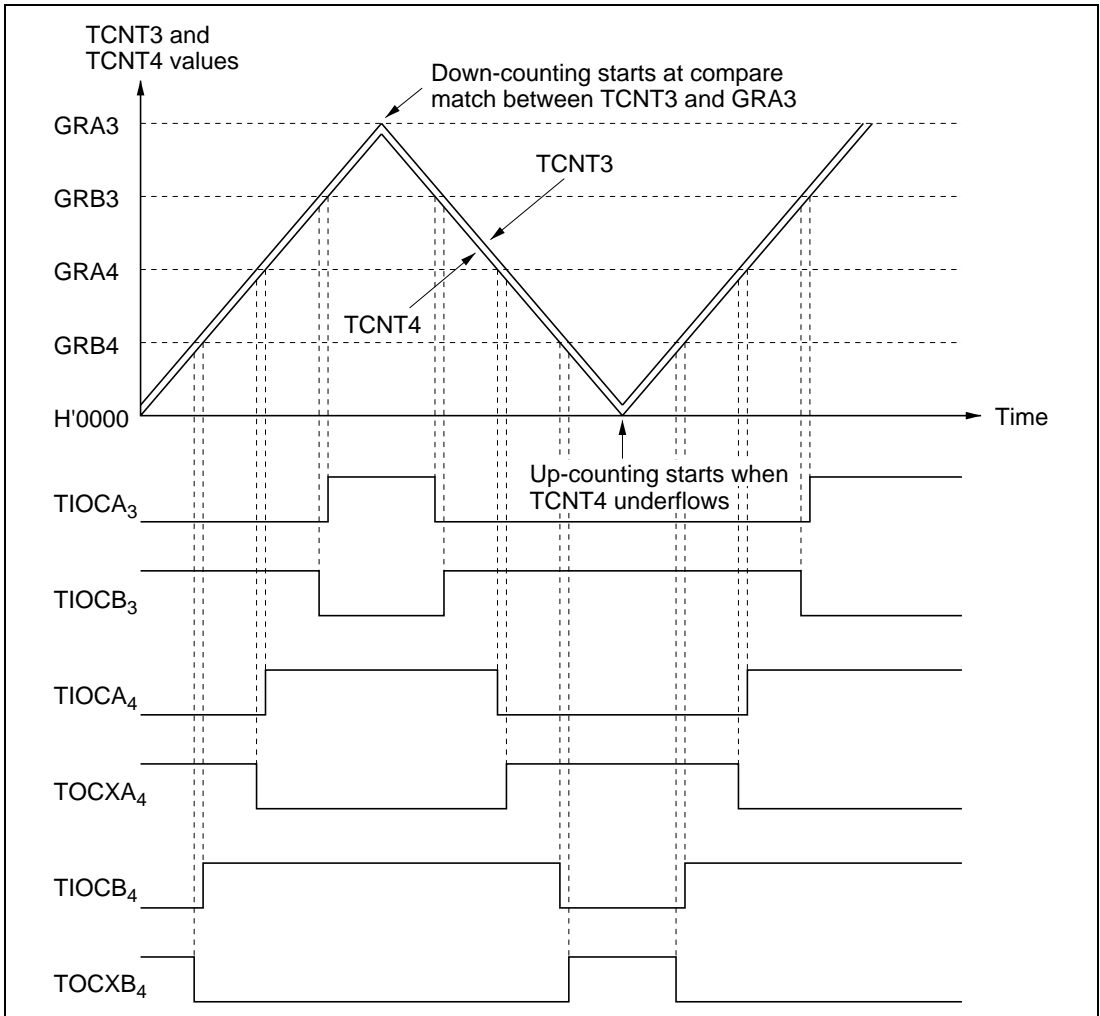 TCNT3 and
TCNT4 values
Down-counting starts at compare
match between TCNT3 and GRA3
GRA3
TCNT3
GRB3
GRA4
TCNT4
GRB4
H'0000
Time
Up-counting starts when
TCNT4 underflows
TIOCA3
TIOCB3
TIOCA4
TOCXA4
TIOCB4
TOCXB4